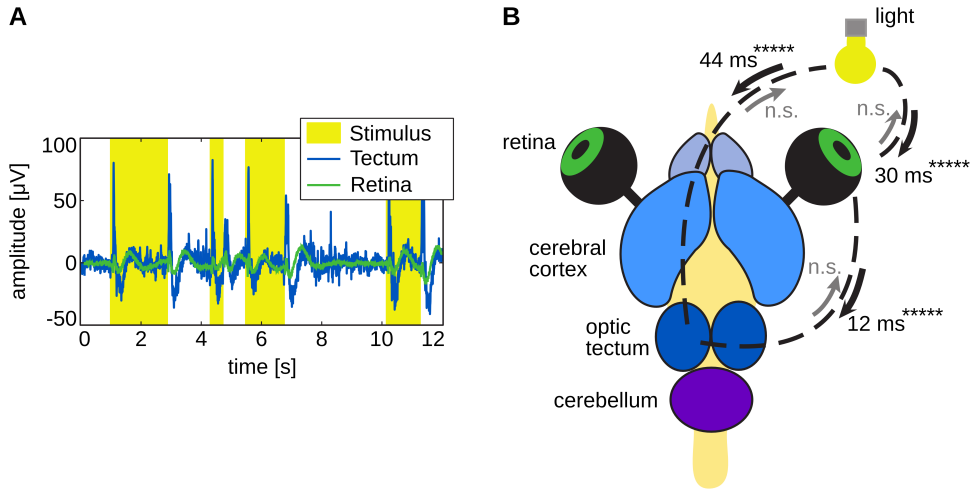 A
Stimulus
Tectum
Retina
amplitude [µV]
100
50
0
-50
0
2
4
6
8
10
12
time [s]
B
light
44 ms*****
n.s.
n.s.
30 ms*****
retina
cerebral
cortex
n.s.
12 ms*****
optic
tectum
cerebellum